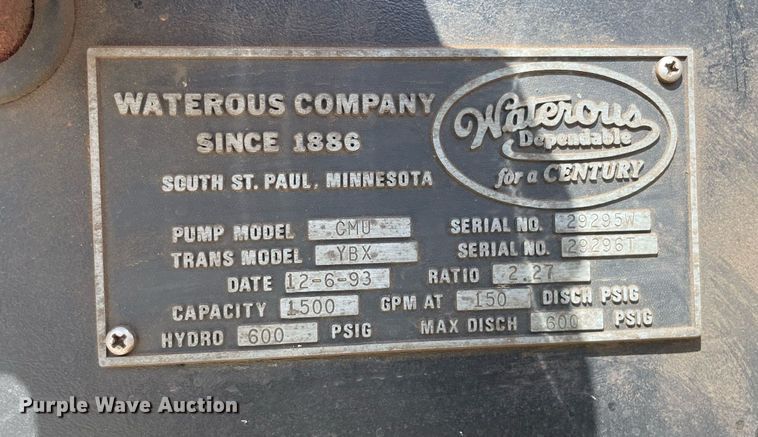 WATEROUS COMPANY
SINCE 1886
SOUTH ST. PAUL, MINNESOTA
Waterous
Dependable
for a CENTURY
PUMP MODEL CMU SERIAL NO. 29295W
TRANS MODEL YBX SERIAL NO. 29296T
DATE 12-6-93 RATIO 2.27
CAPACITY 1500 GPM AT 150 DISCH PSIG
HYDRO 600 PSIG MAX DISCH 600 PSIG
Purple Wave Auction